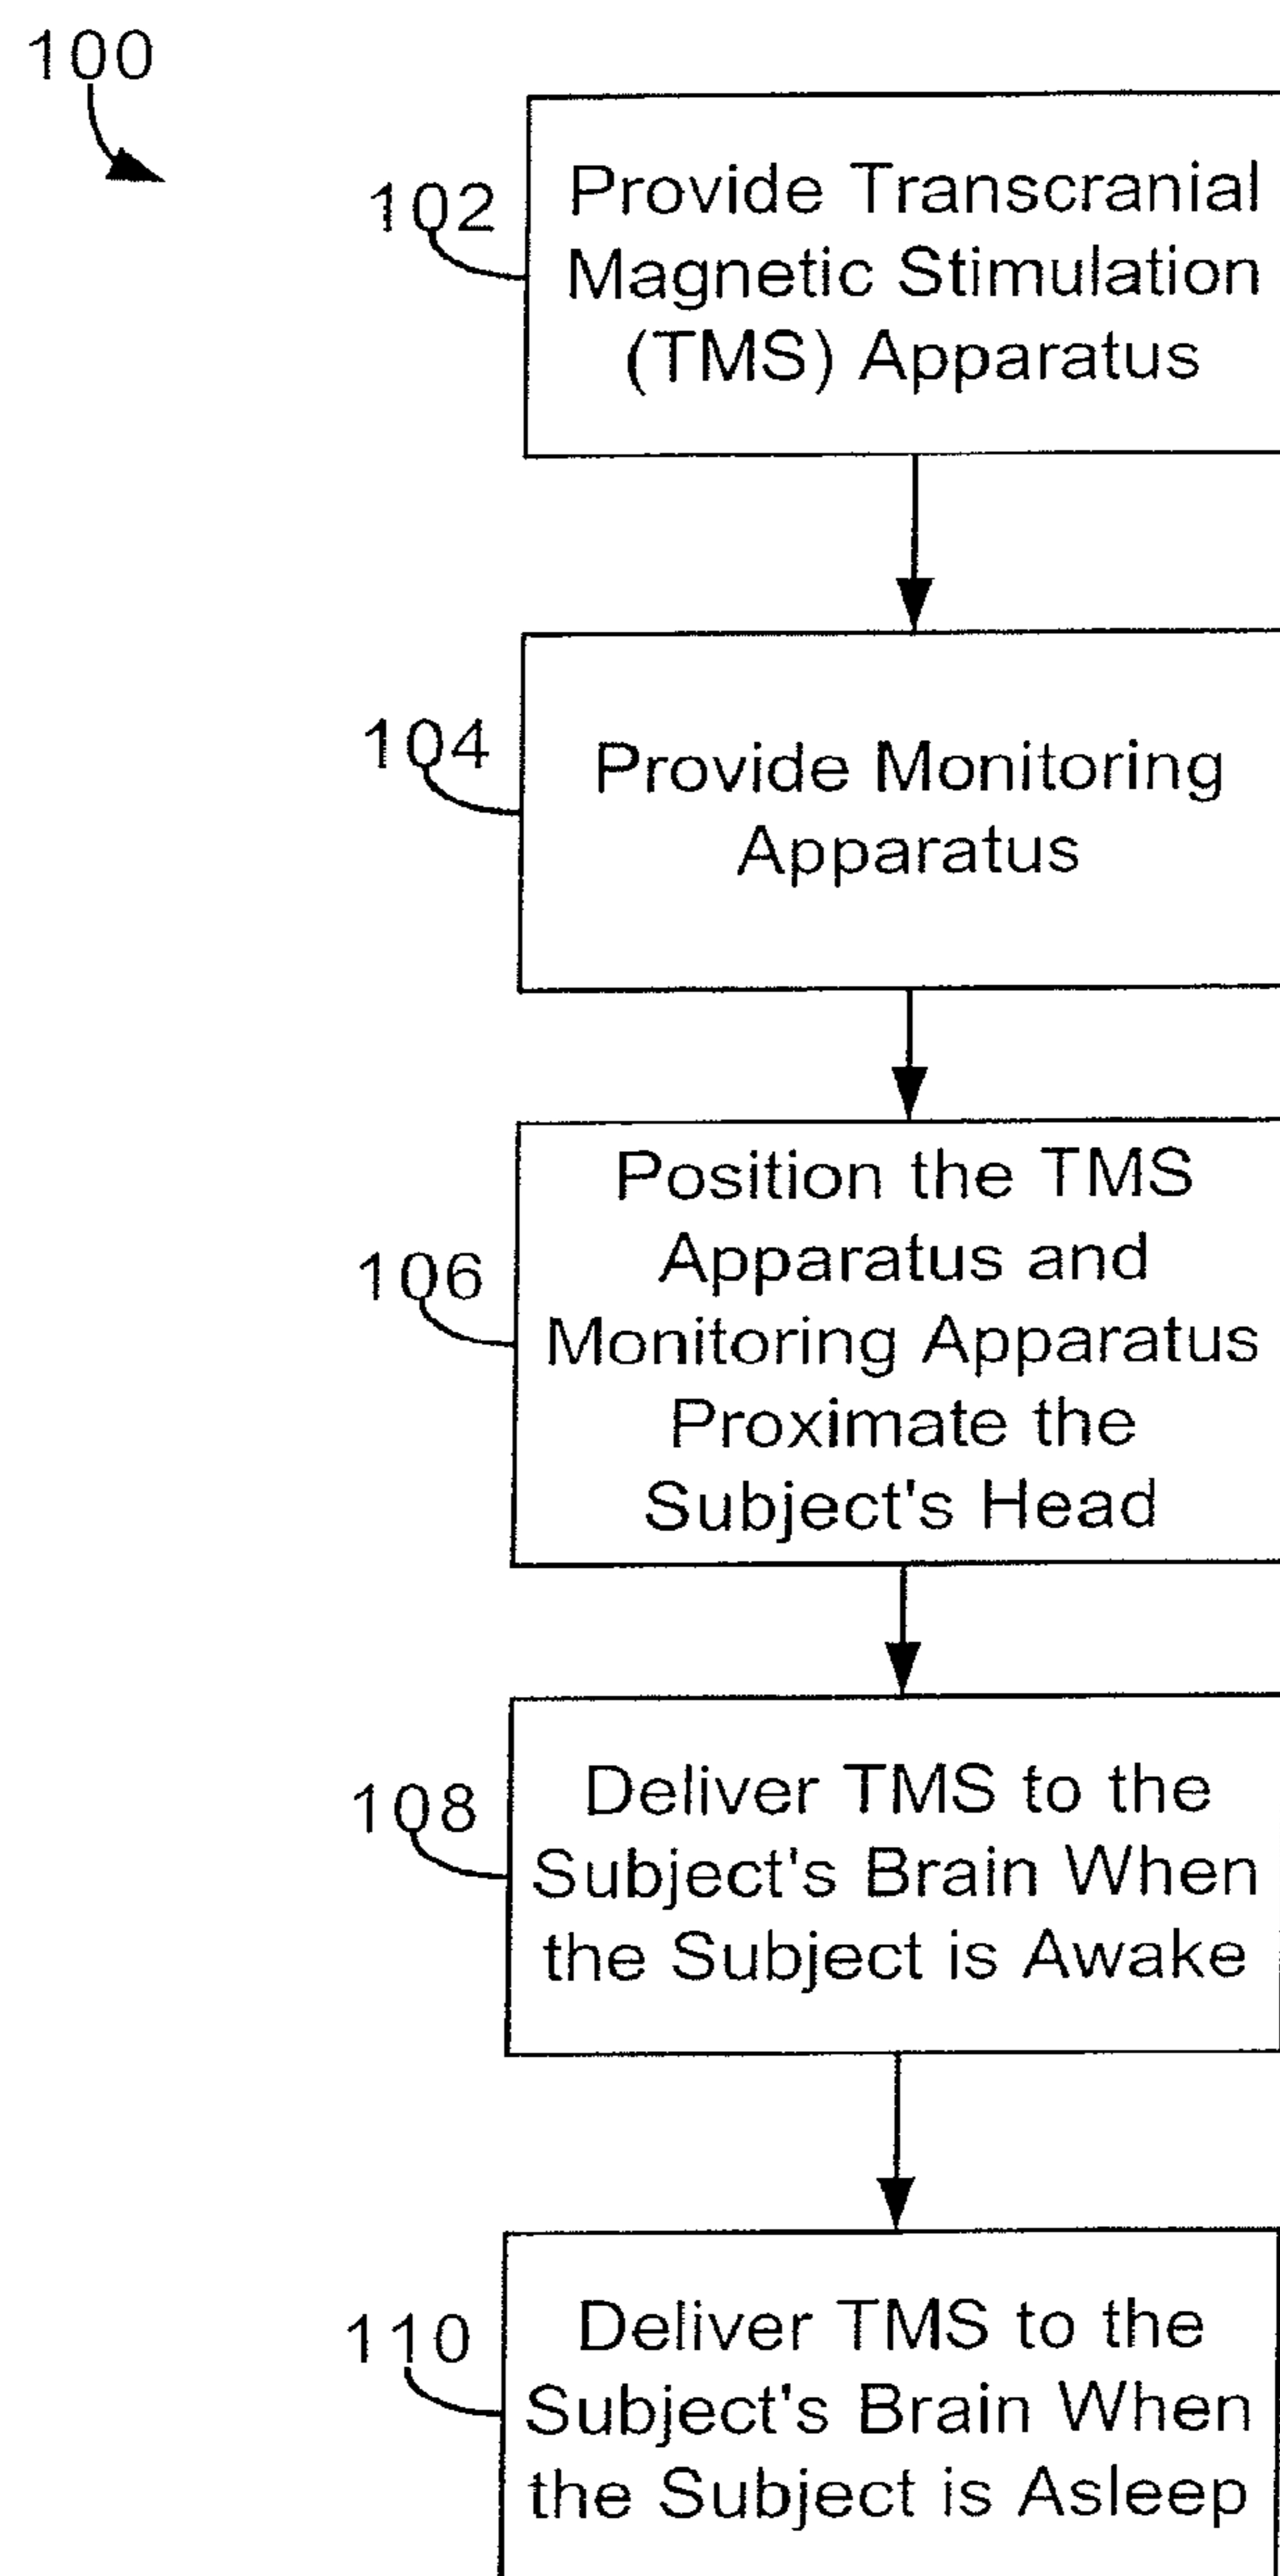 100
102
Provide Transcranial
Magnetic Stimulation
(TMS) Apparatus
104
Provide Monitoring
Apparatus
106
Position the TMS
Apparatus and
Monitoring Apparatus
Proximate the
Subject's Head
108
Deliver TMS to the
Subject's Brain When
the Subject is Awake
110
Deliver TMS to the
Subject's Brain When
the Subject is Asleep